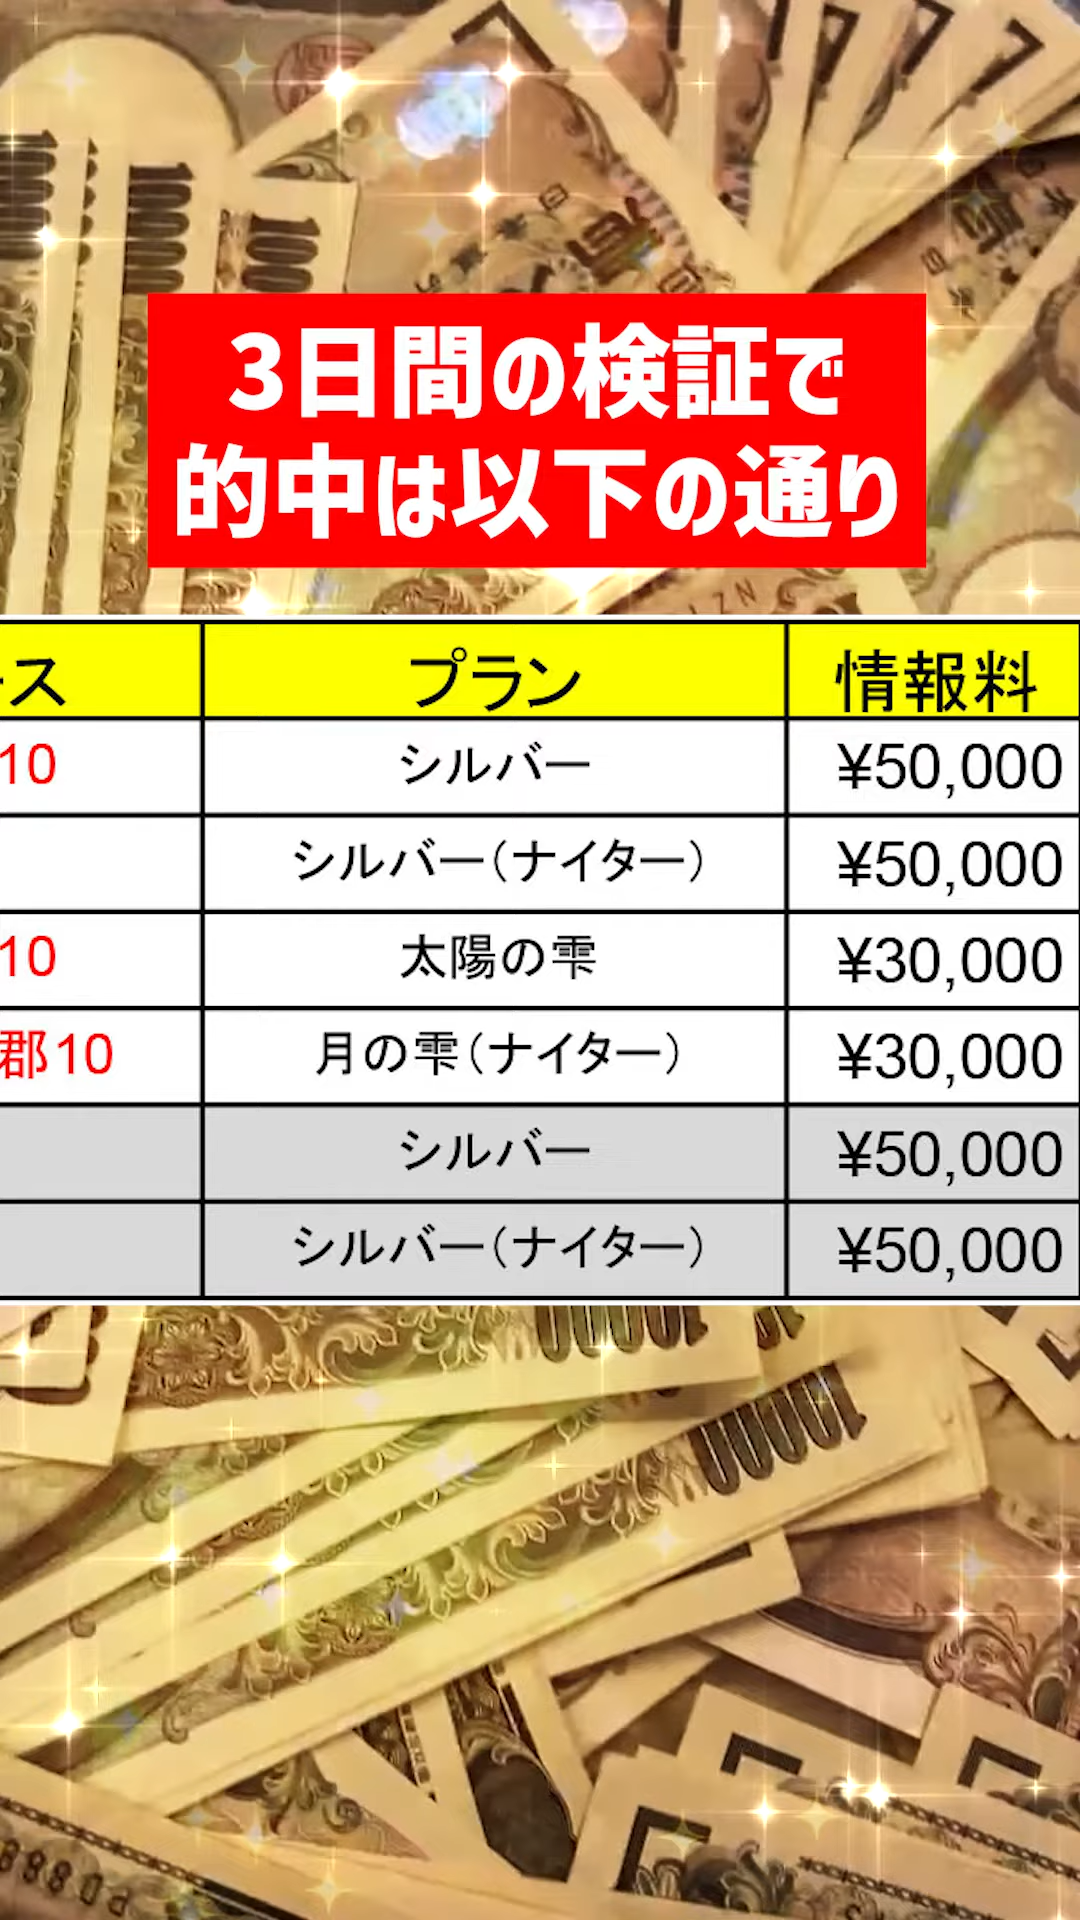 3日間の検証で
的中は以下の通り
ース プラン 情報料
10 シルバー ¥50,000
シルバー(ナイター) ¥50,000
10 太陽の雫 ¥30,000
郡10 月の雫(ナイター) ¥30,000
シルバー ¥50,000
シルバー(ナイター) ¥50,000